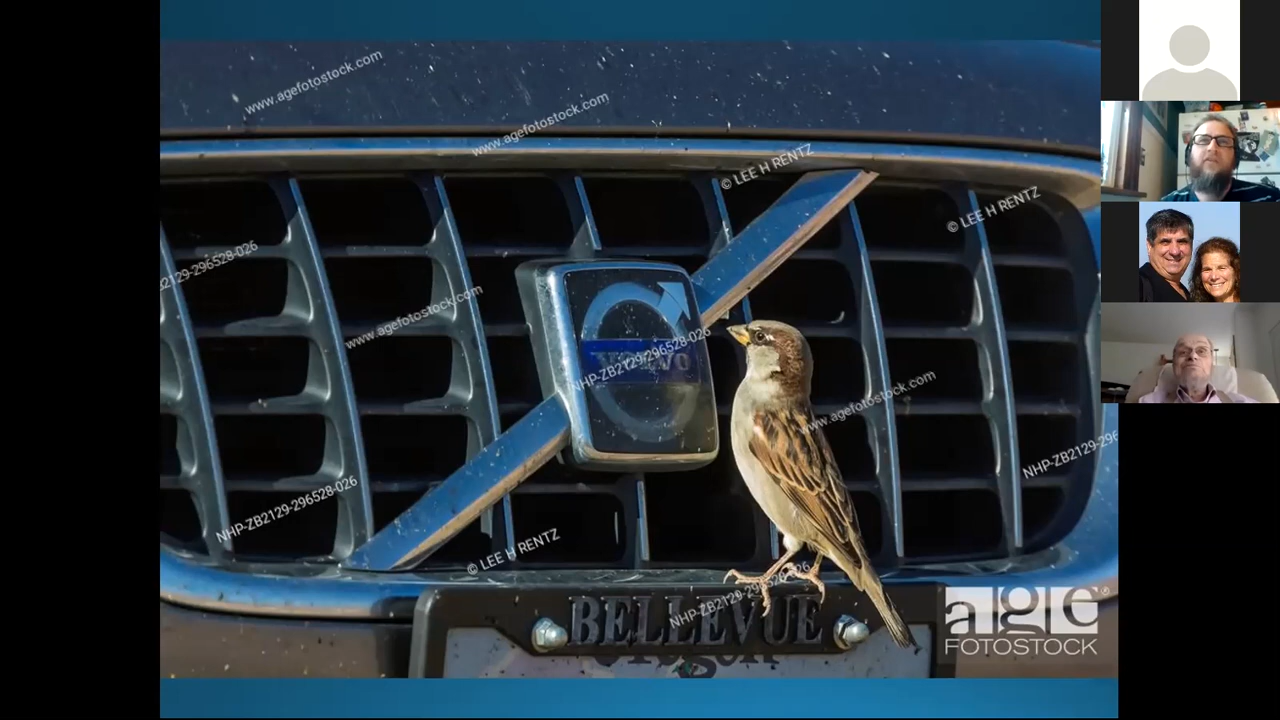 www.agefotostock.com
www.agefotostock.com
© LEE H RENTZ
© LEE H RENTZ
2129-296528-026
www.agefotostock.com
VOLVO
NHP-ZB2129-296528-026
www.agefotostock.com
NHP-ZB2129-296
NHP-ZB2129-296528-026
© LEE H RENTZ
NHP-ZB2129-296528-026
BELLEVUE
Oregon
age
FOTOSTOCK